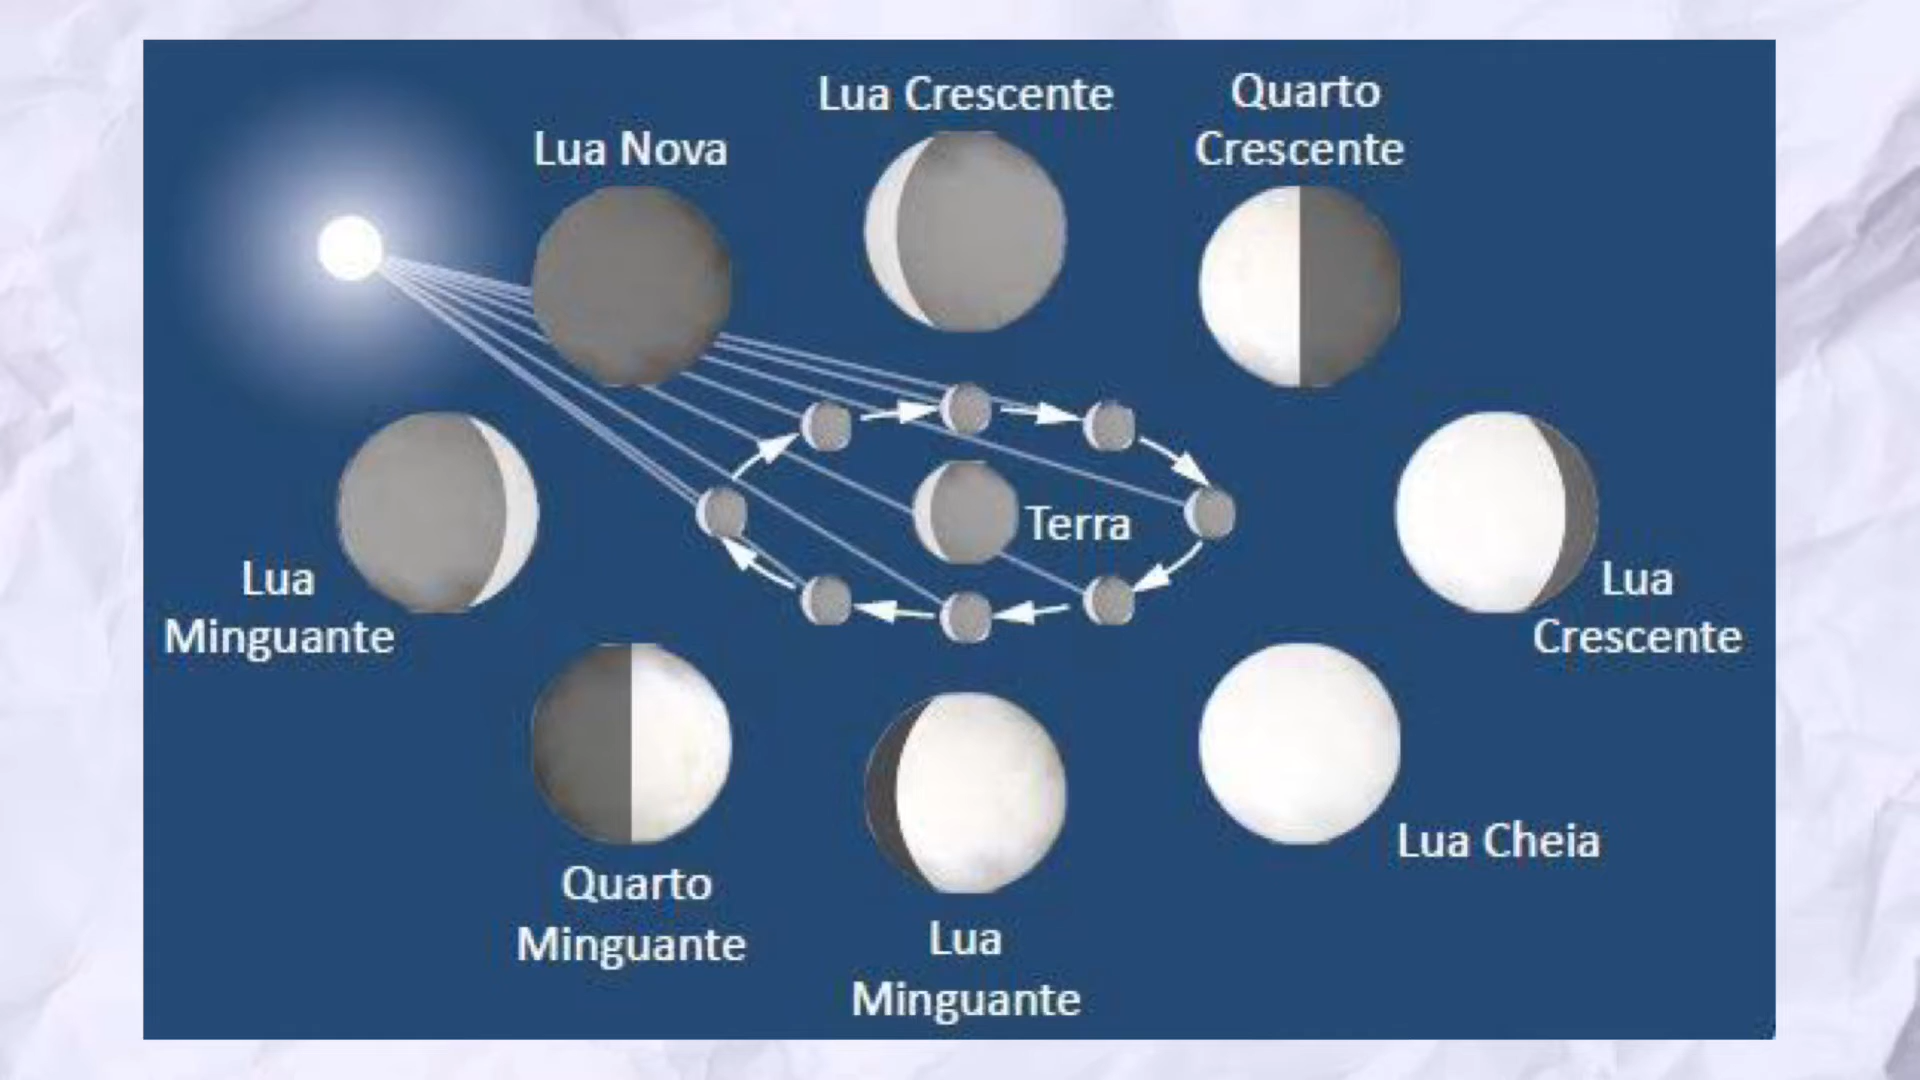 Lua Nova
Lua Crescente
Quarto
Crescente
Terra
Lua
Minguante
Lua
Crescente
Quarto
Minguante
Lua
Minguante
Lua Cheia